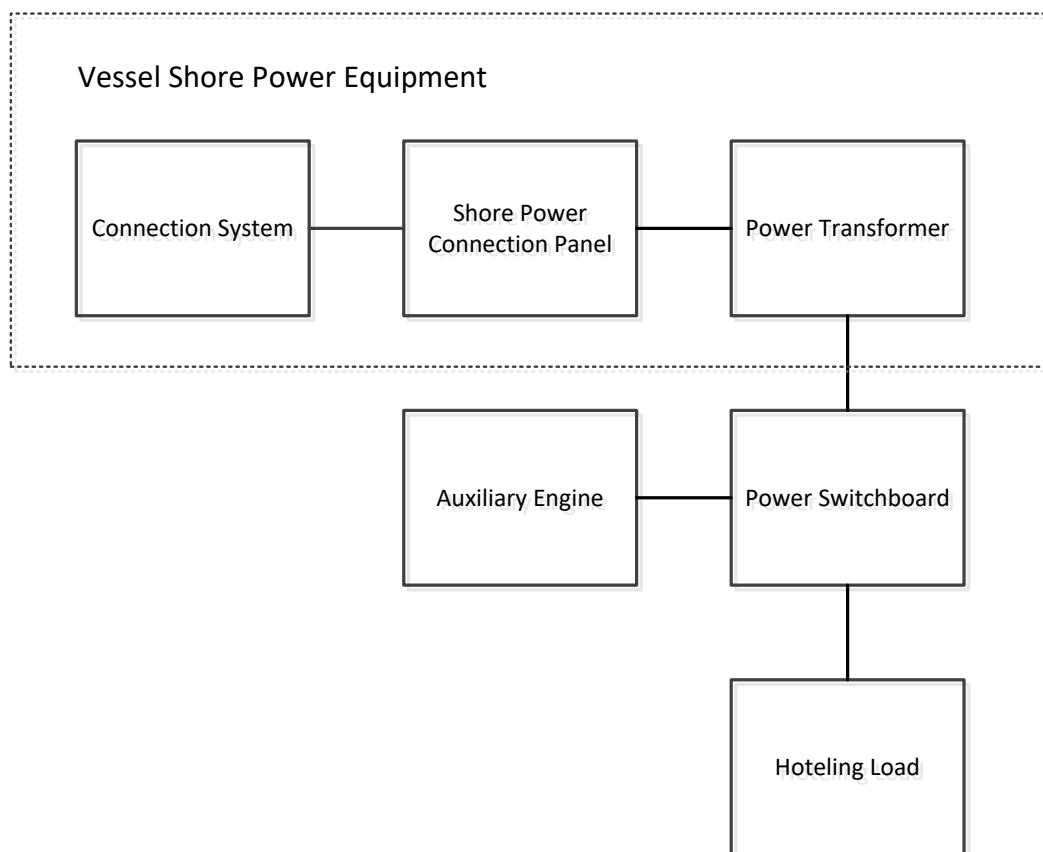 Vessel Shore Power Equipment
Connection System
Shore Power
Connection Panel
Power Transformer
Auxiliary Engine
Power Switchboard
Hoteling Load